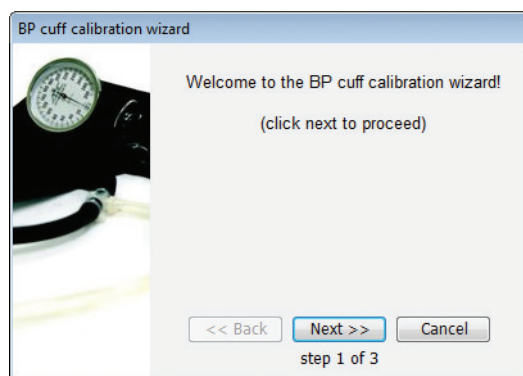 BP cuff calibration wizard
Welcome to the BP cuff calibration wizard!
(click next to proceed)
<< Back
Next >>
Cancel
step 1 of 3